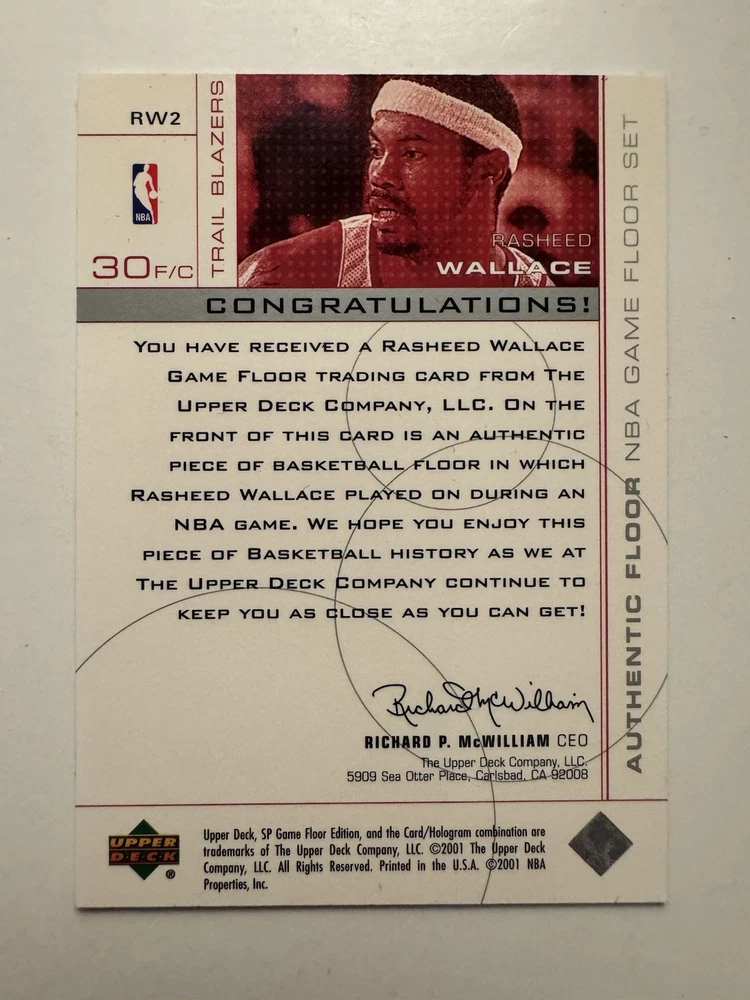 RW2
NBA
30 F/C
TRAIL BLAZERS
RASHEED
WALLACE
CONGRATULATIONS!
YOU HAVE RECEIVED A RASHEED WALLACE
GAME FLOOR TRADING CARD FROM THE
UPPER DECK COMPANY, LLC. ON THE
FRONT OF THIS CARD IS AN AUTHENTIC
PIECE OF BASKETBALL FLOOR IN WHICH
RASHEED WALLACE PLAYED ON DURING AN
NBA GAME. WE HOPE YOU ENJOY THIS
PIECE OF BASKETBALL HISTORY AS WE AT
THE UPPER DECK COMPANY CONTINUE TO
KEEP YOU AS CLOSE AS YOU CAN GET!
Richard McWilliam
RICHARD P. McWILLIAM CEO
The Upper Deck Company, LLC.
5909 Sea Otter Place, Carlsbad, CA 92008
AUTHENTIC FLOOR NBA GAME FLOOR SET
UPPER
DECK
®
Upper Deck, SP Game Floor Edition, and the Card/Hologram combination are
trademarks of The Upper Deck Company, LLC. ©2001 The Upper Deck
Company, LLC. All Rights Reserved. Printed in the U.S.A. ©2001 NBA
Properties, Inc.